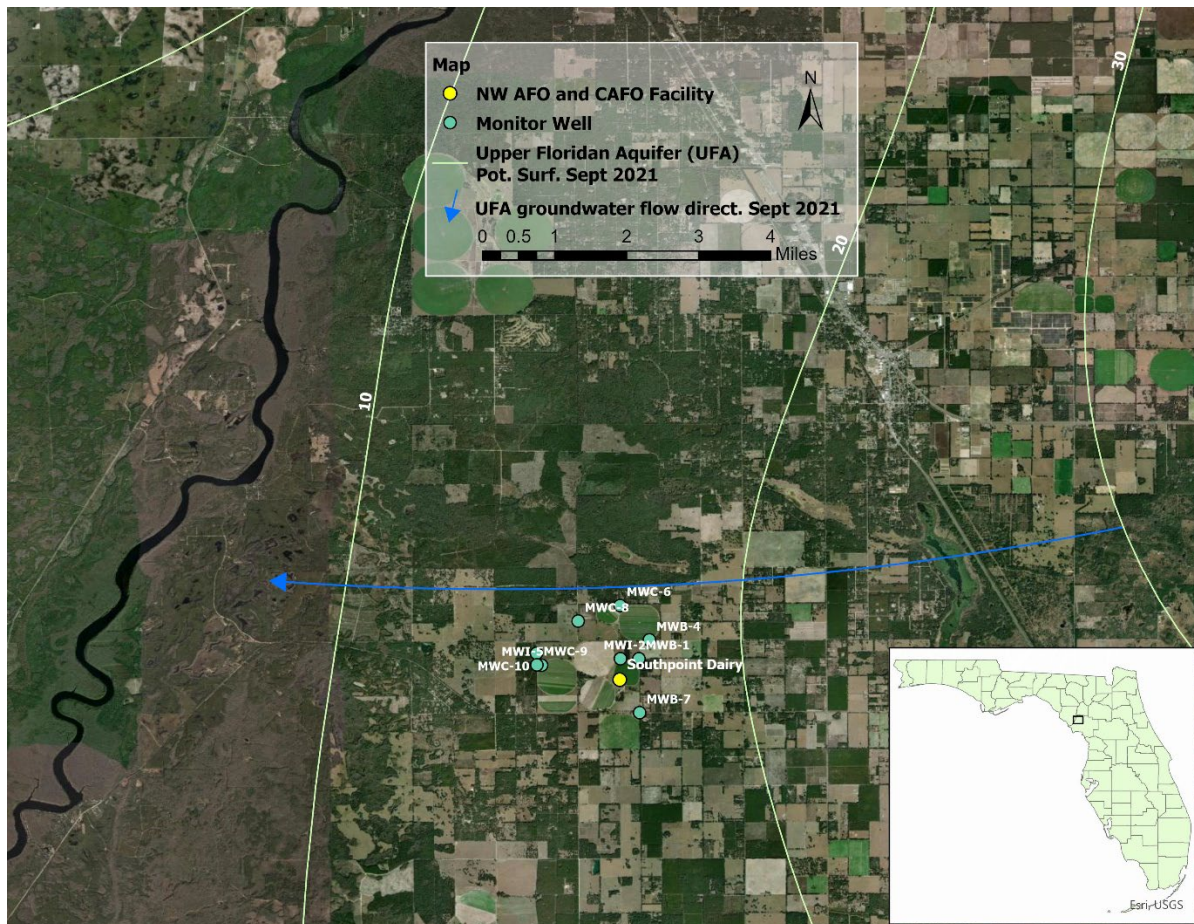 Map
N
NW AFO and CAFO Facility
Monitor Well
Upper Floridan Aquifer (UFA)
Pot. Surf. Sept 2021
UFA groundwater flow direct. Sept 2021
0 0.5 1 2 3 4
Miles
30
20
10
MWC-6
MWC-8
MWB-4
MWI-5MWC-9
MWI-2MWB-1
MWC-10
Southpoint Dairy
MWB-7
Esri, USGS